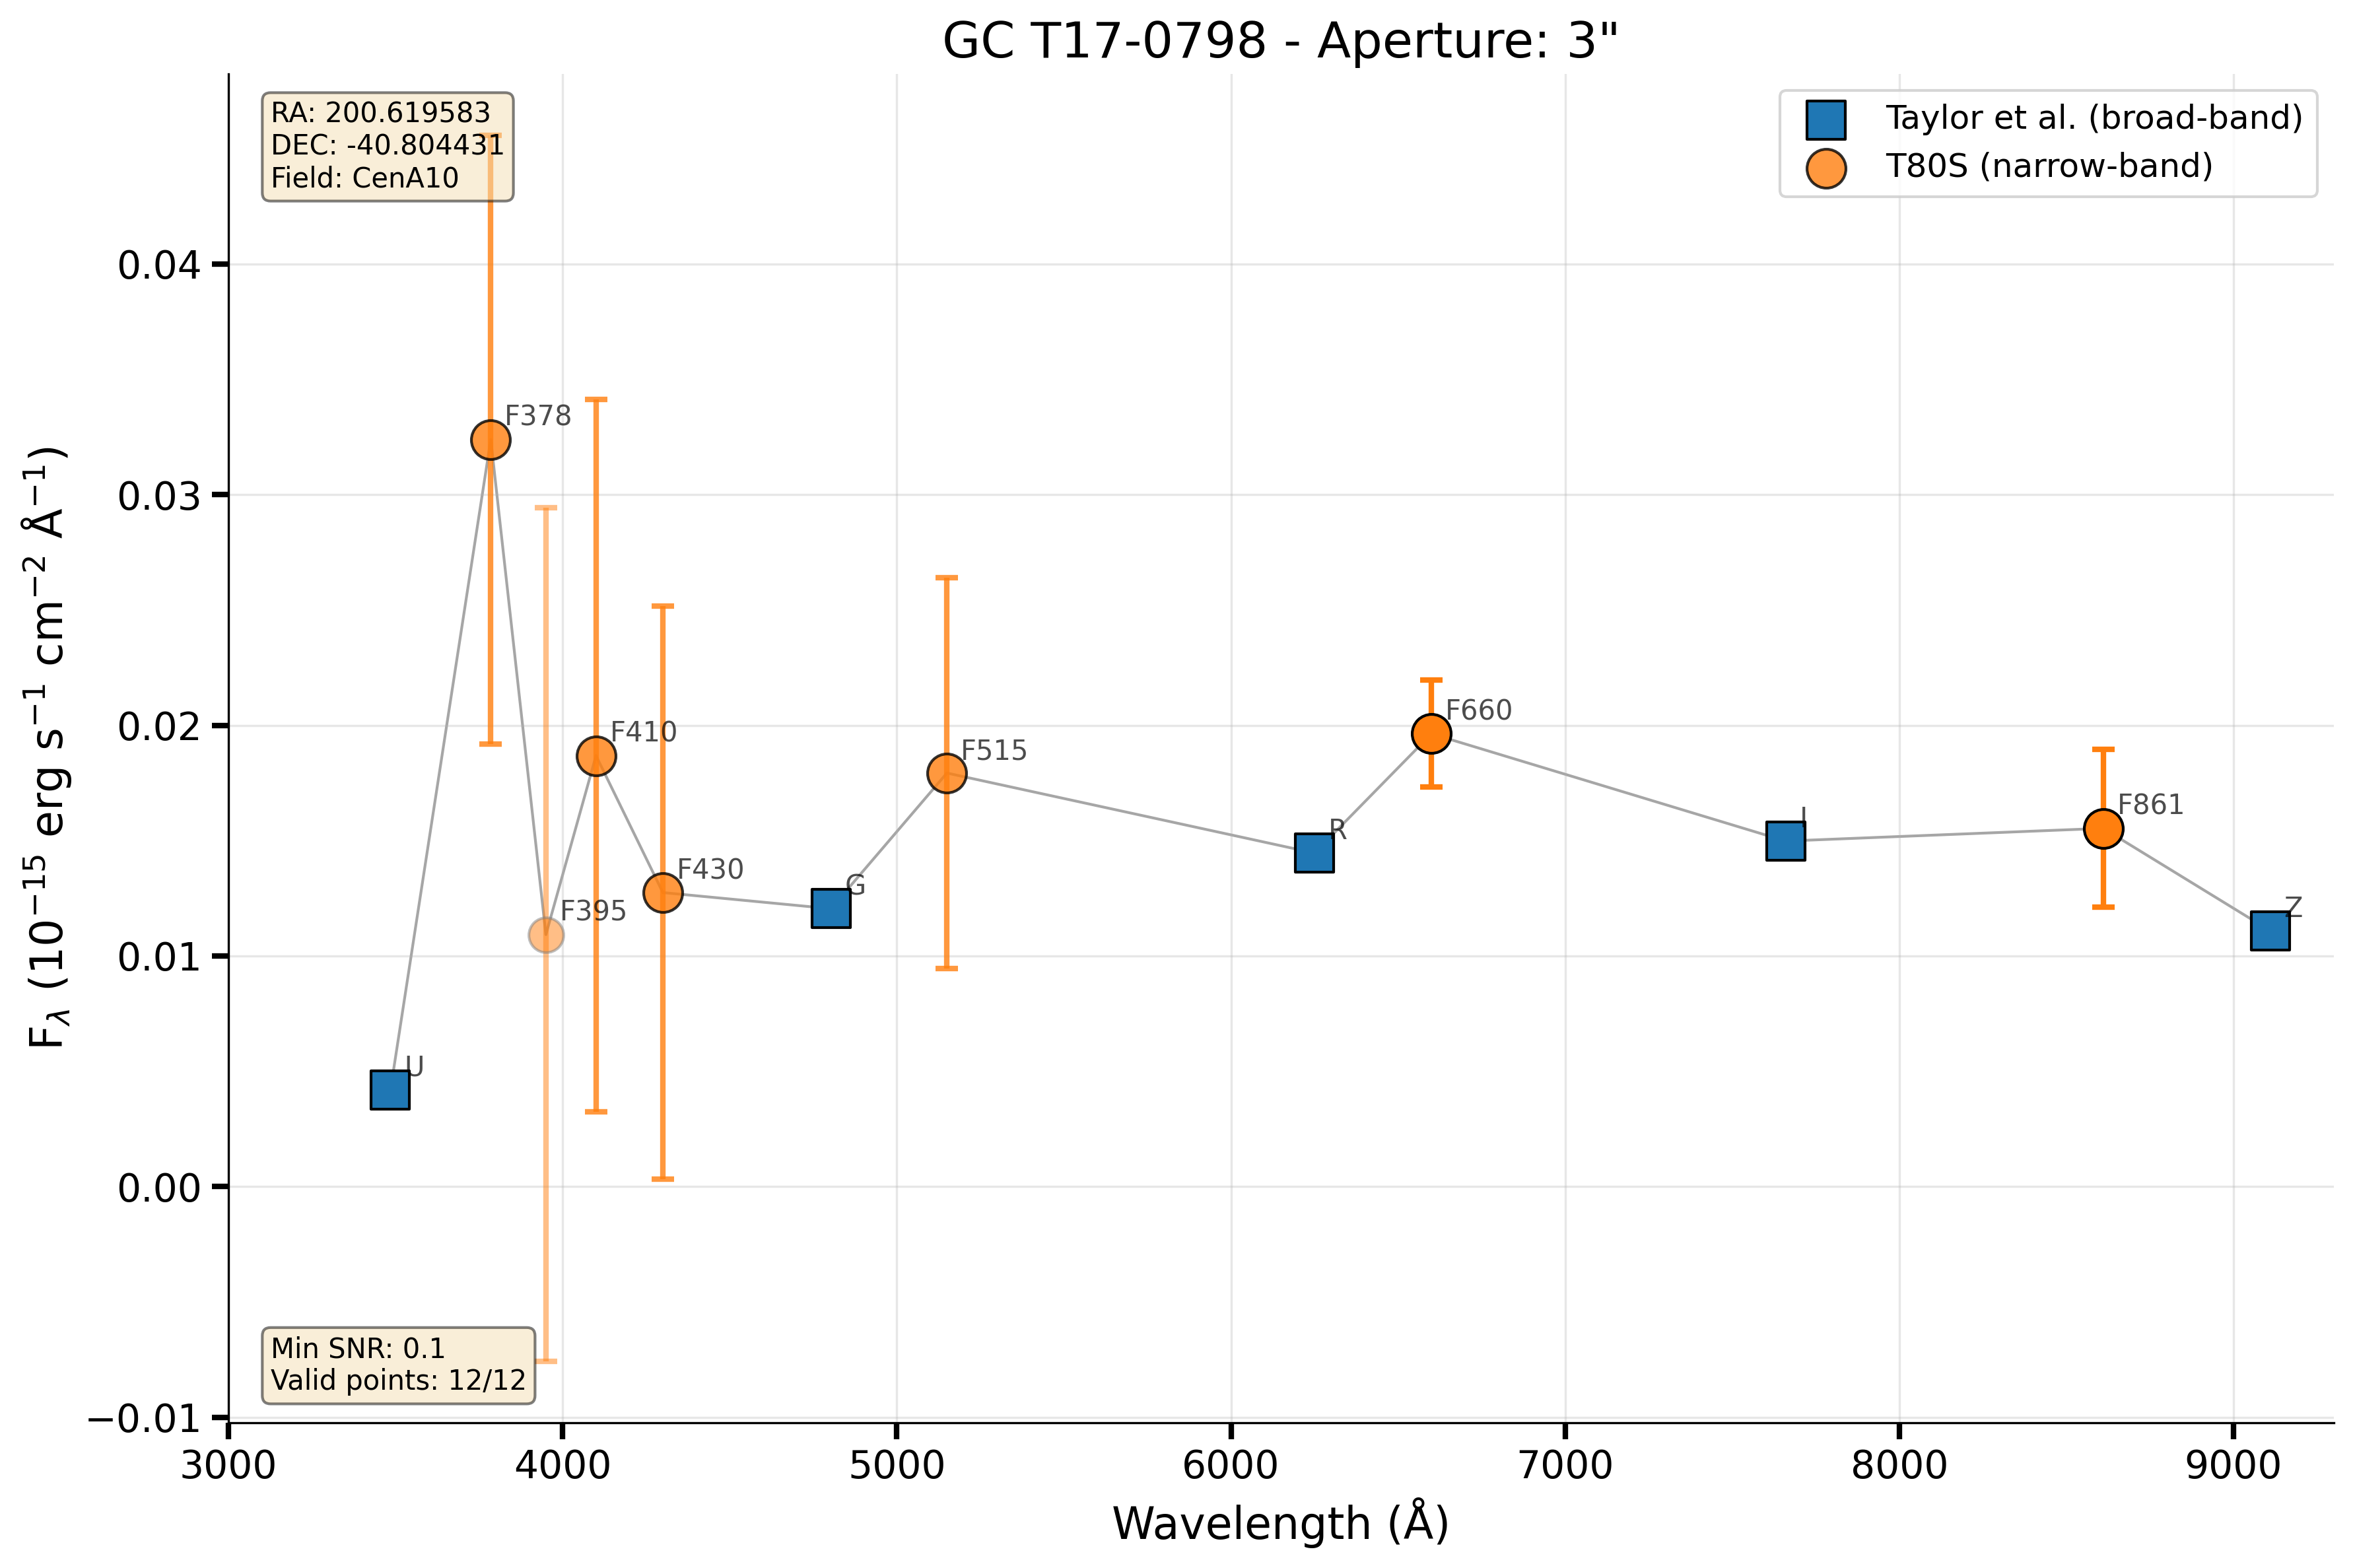 GC T17-0798 - Aperture: 3"
RA: 200.619583
DEC: -40.804431
Field: CenA10
Taylor et al. (broad-band)
T80S (narrow-band)
F378
F395
F410
F430
F515
F660
F861
U
G
R
I
Z
Min SNR: 0.1
Valid points: 12/12
0.04
0.03
0.02
0.01
0.00
−0.01
3000 4000 5000 6000 7000 8000 9000
Wavelength (Å)
Fλ (10⁻¹⁵ erg s⁻¹ cm⁻² Å⁻¹)